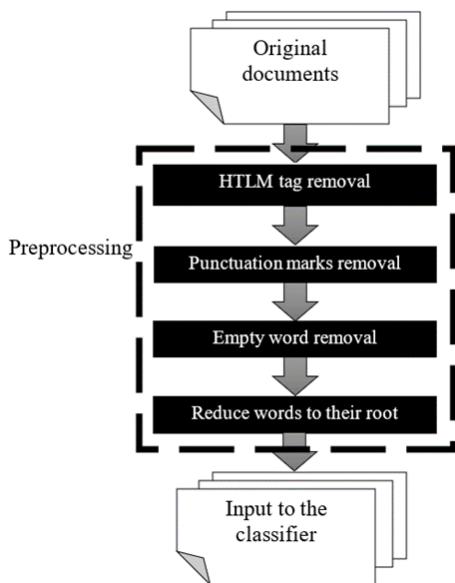 Original
documents
HTLM tag removal
Preprocessing
Punctuation marks removal
Empty word removal
Reduce words to their root
Input to the
classifier